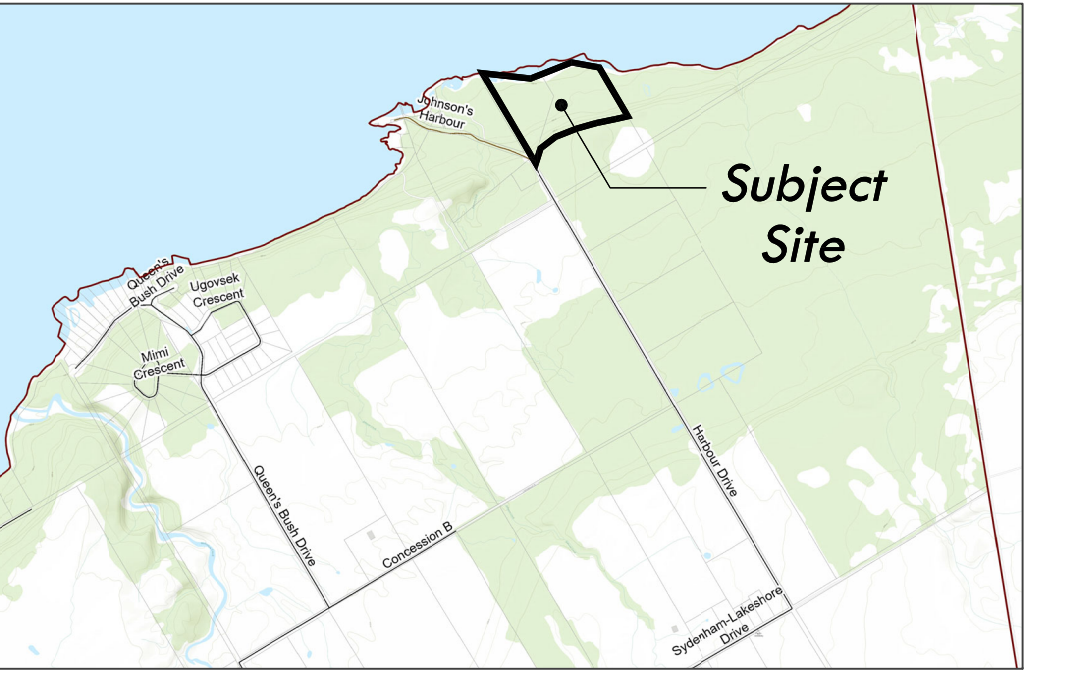 Johnson's
Harbour
Subject
Site
Queen's
Bush Drive
Ugovsek
Crescent
Mimi
Crescent
Harbour Drive
Queen's Bush Drive
Concession B
Sydenham-Lakeshore
Drive